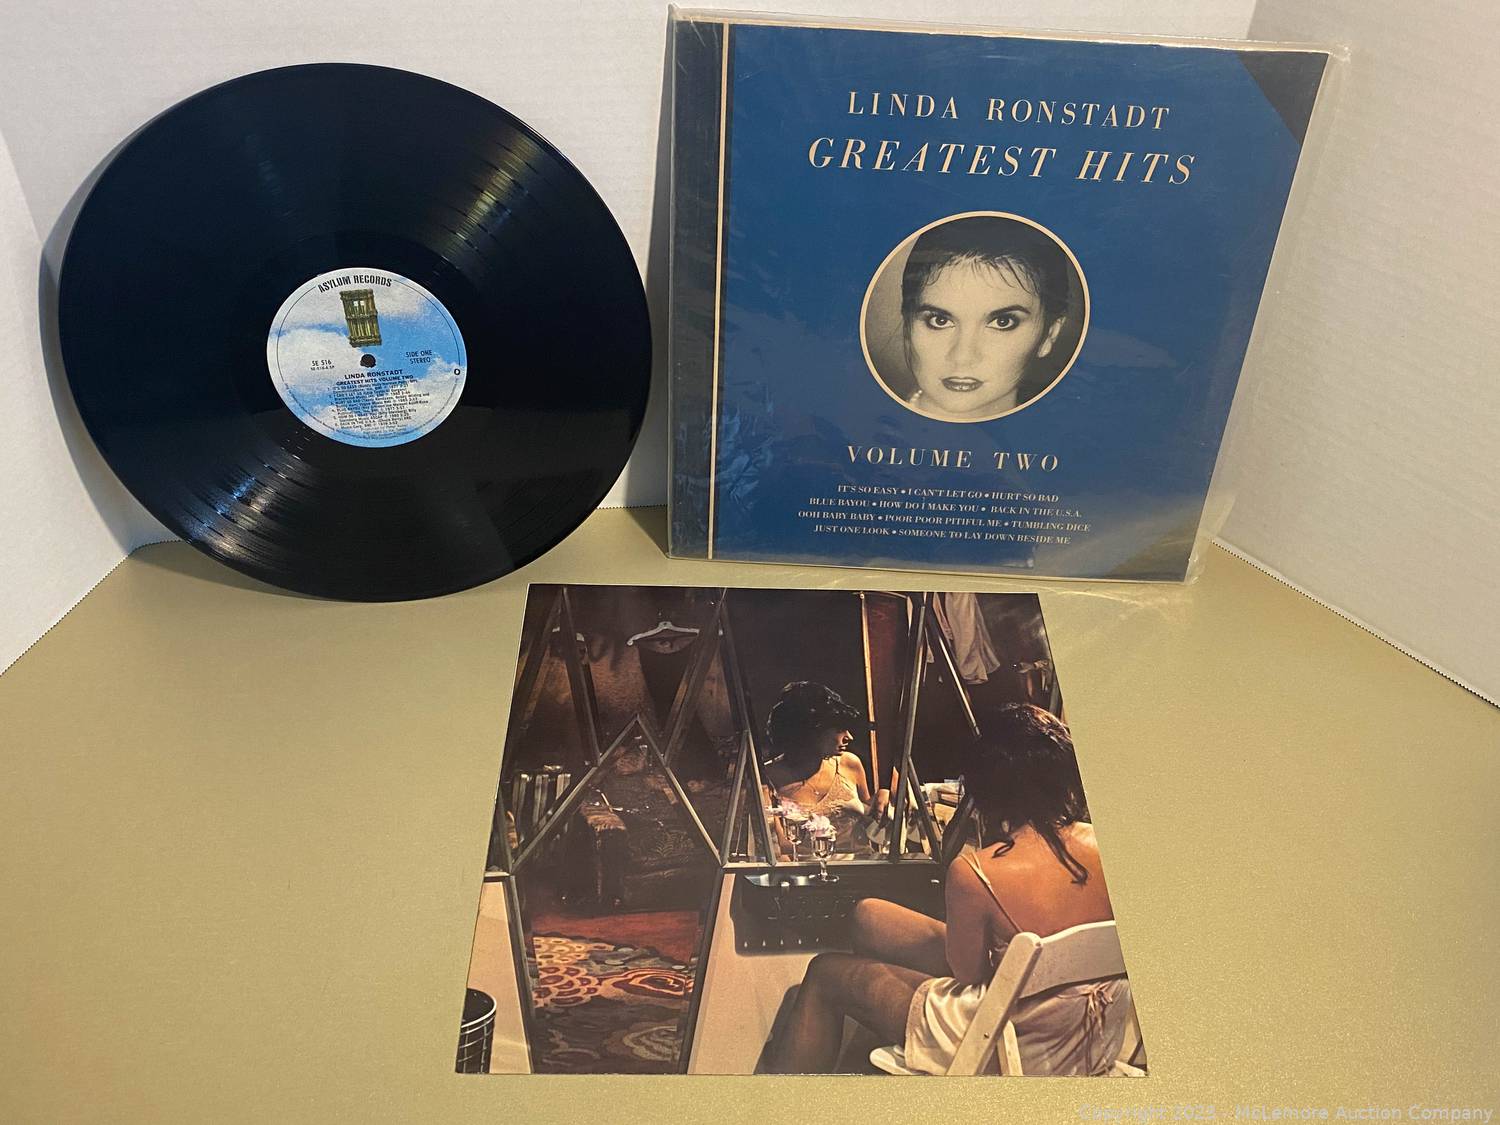 ASYLUM RECORDS
SE 516
SIDE ONE
STEREO
LINDA RONSTADT
GREATEST HITS VOLUME TWO
LINDA RONSTADT
GREATEST HITS
VOLUME TWO
IT'S SO EASY • I CAN'T LET GO • HURT SO BAD
BLUE BAYOU • HOW DO I MAKE YOU • BACK IN THE U.S.A.
OOH BABY BABY • POOR POOR PITIFUL ME • TUMBLING DICE
JUST ONE LOOK • SOMEONE TO LAY DOWN BESIDE ME
Copyright 2023 - McLemore Auction Company